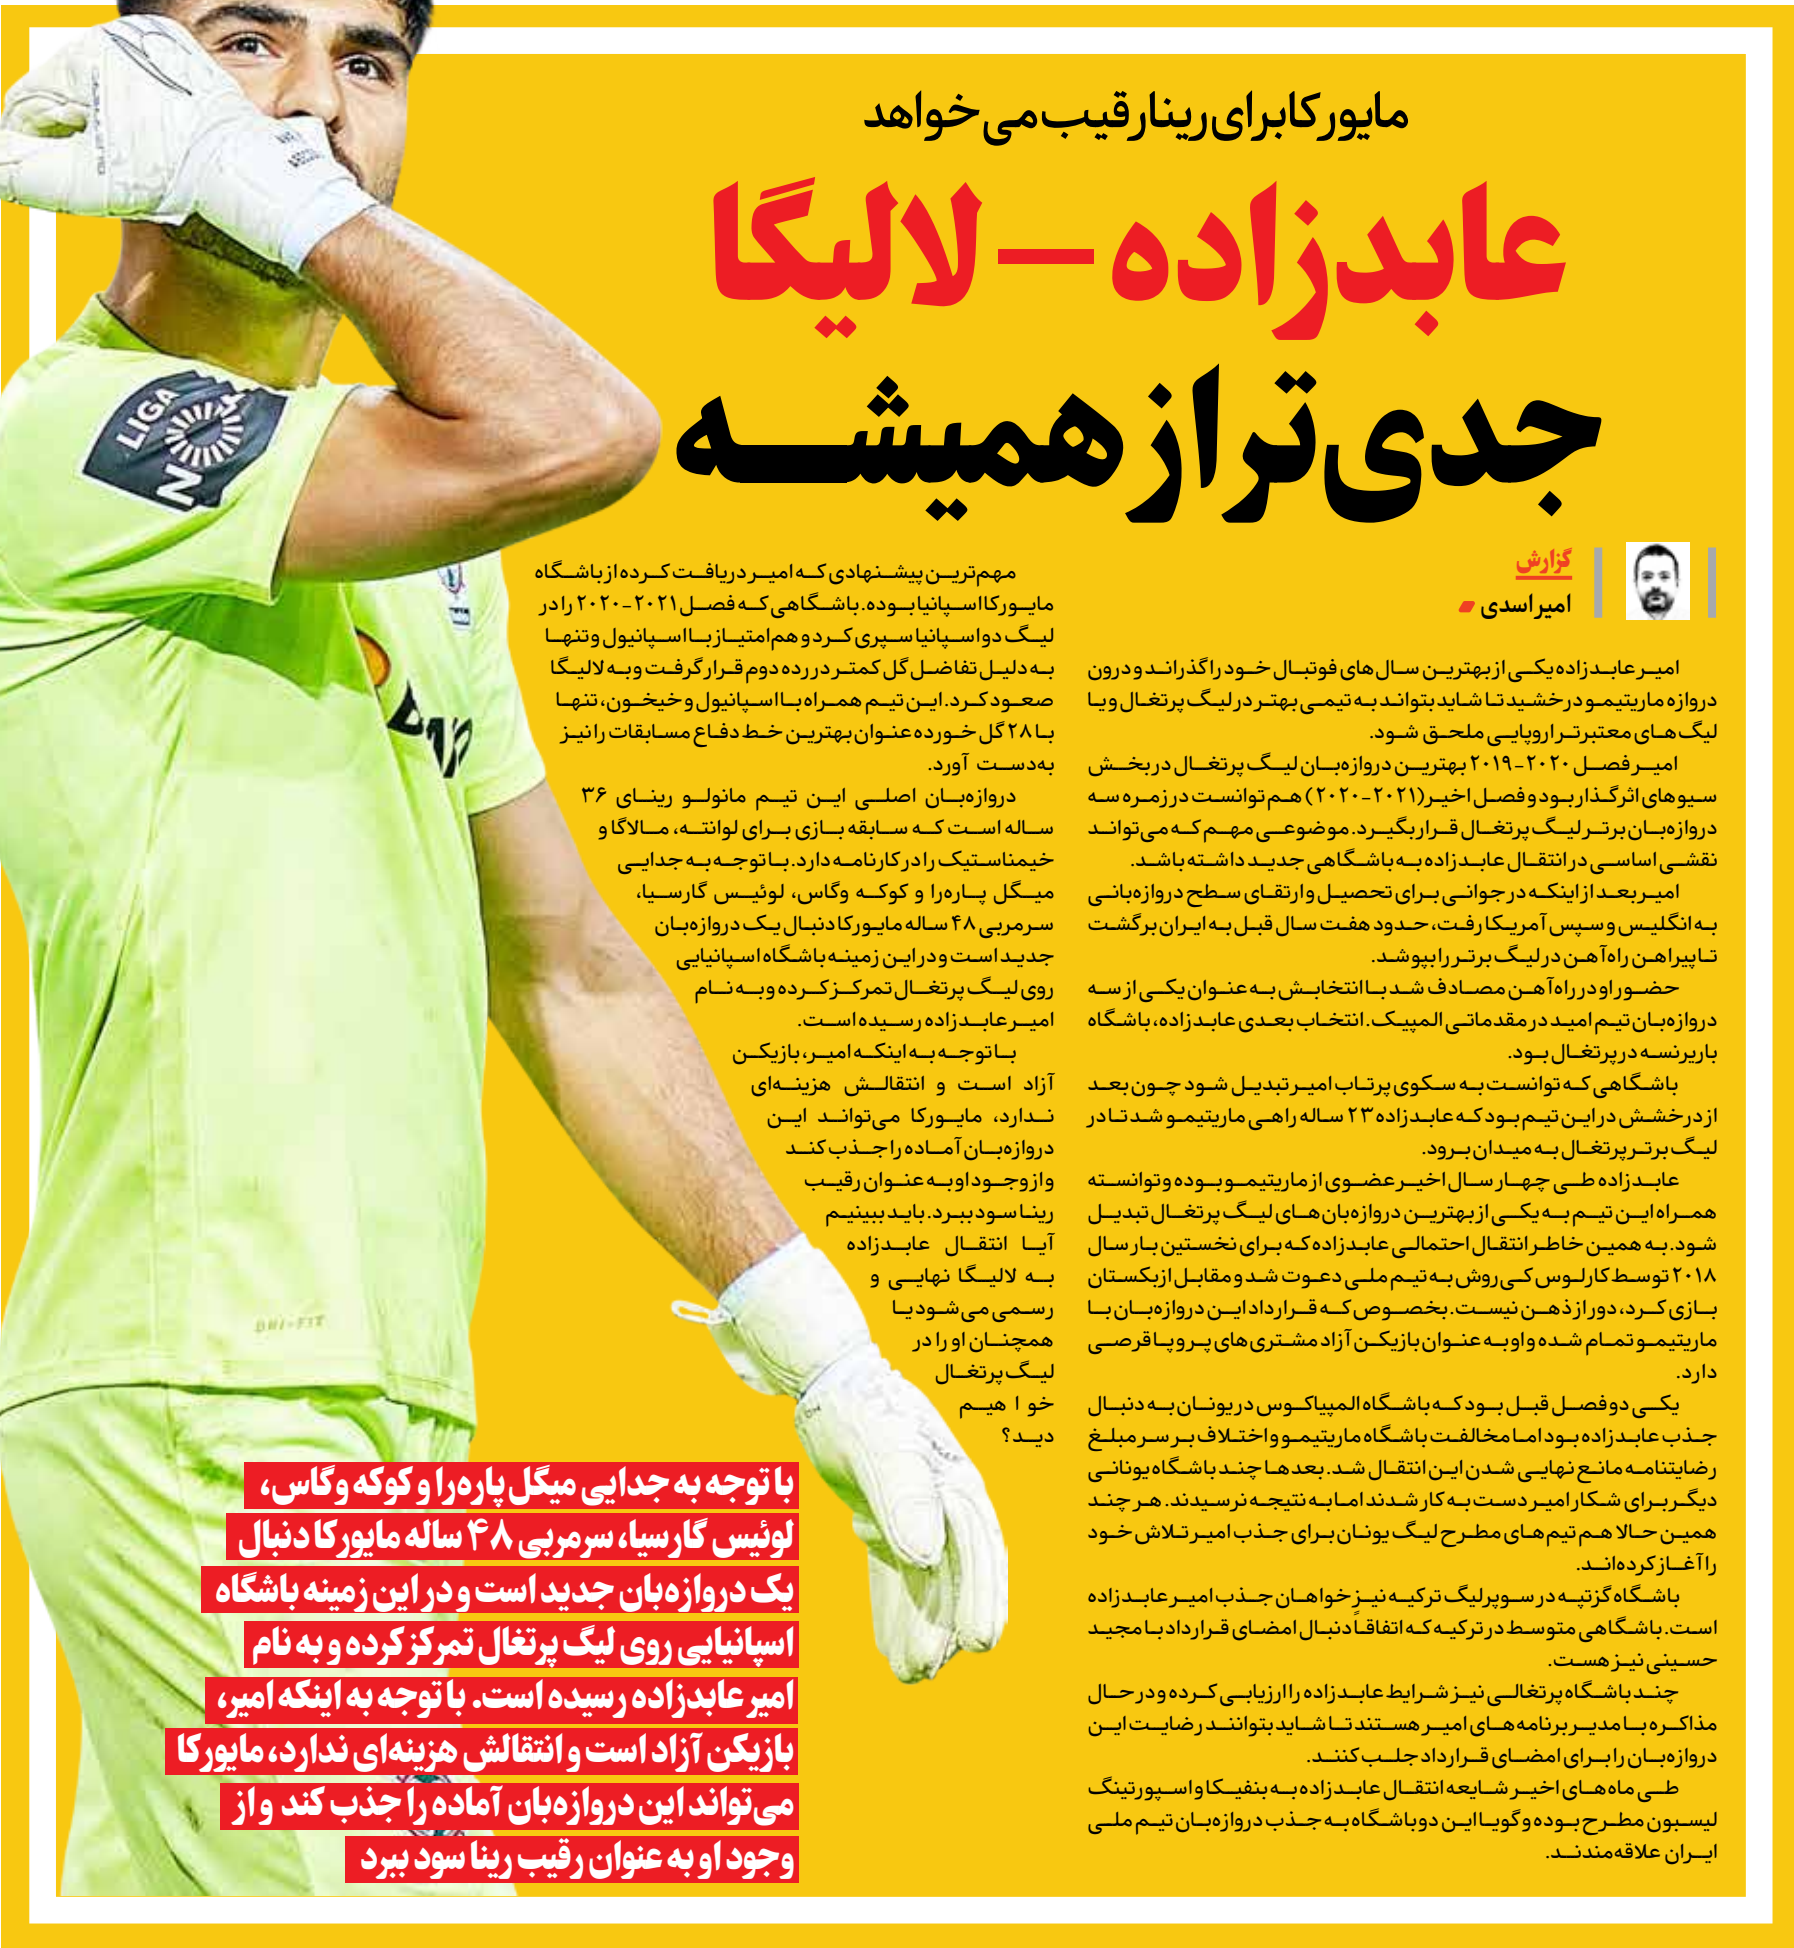 مایورکا برای رینا رقیب می‌خواهد
عابدزاده – لالیگا
جدی‌تر از همیشه
گزارش
امیر اسدی
امیر عابدزاده یکی از بهترین سال‌های فوتبال خود را گذراند و درون
دروازه ماریتیمو درخشید تا شاید بتواند به تیمی بهتر در لیگ پرتغال و یا
لیگ‌های معتبرتر اروپایی ملحق شود.
امیر فصل ۲۰۲۰-۲۰۱۹ بهترین دروازه‌بان لیگ پرتغال در بخش
سیوهای اثرگذار بود و فصل اخیر (۲۰۲۱-۲۰۲۰) هم توانست در زمره سه
دروازه‌بان برتر لیگ پرتغال قرار بگیرد. موضوعی مهم که می‌تواند
نقشی اساسی در انتقال عابدزاده به باشگاهی جدید داشته باشد.
امیر بعد از اینکه در جوانی برای تحصیل و ارتقای سطح دروازه‌بانی
به انگلیس و سپس آمریکا رفت، حدود هفت سال قبل به ایران برگشت
تا پیراهن راه‌آهن در لیگ برتر را بپوشد.
حضور او در راه‌آهن مصادف شد با انتخابش به عنوان یکی از سه
دروازه‌بان تیم امید در مقدماتی المپیک. انتخاب بعدی عابدزاده، باشگاه
باریرنسه در پرتغال بود.
باشگاهی که توانست به سکوی پرتاب امیر تبدیل شود چون بعد
از درخشش در این تیم بود که عابدزاده ۲۳ ساله راهی ماریتیمو شد تا در
لیگ برتر پرتغال به میدان برود.
عابدزاده طی چهار سال اخیر عضوی از ماریتیمو بوده و توانسته
همراه این تیم به یکی از بهترین دروازه‌بان‌های لیگ پرتغال تبدیل
شود. به همین خاطر انتقال احتمالی عابدزاده که برای نخستین بار سال
۲۰۱۸ توسط کارلوس کی‌روش به تیم ملی دعوت شد و مقابل ازبکستان
بازی کرد، دور از ذهن نیست. بخصوص که قرارداد این دروازه‌بان با
ماریتیمو تمام شده و او به عنوان بازیکن آزاد مشتری‌های پر و پا قرصی
دارد.
یکی دو فصل قبل بود که باشگاه المپیاکوس در یونان به دنبال
جذب عابدزاده بود اما مخالفت باشگاه ماریتیمو و اختلاف بر سر مبلغ
رضایتنامه مانع نهایی شدن این انتقال شد. بعدها چند باشگاه یونانی
دیگر برای شکار امیر دست به کار شدند اما به نتیجه نرسیدند. هر چند
همین حالا هم تیم‌های مطرح لیگ یونان برای جذب امیر تلاش خود
را آغاز کرده‌اند.
باشگاه گزتپه در سوپرلیگ ترکیه نیز خواهان جذب امیر عابدزاده
است. باشگاهی متوسط در ترکیه که اتفاقاً دنبال امضای قرارداد با مجید
حسینی نیز هست.
چند باشگاه پرتغالی نیز شرایط عابدزاده را ارزیابی کرده و در حال
مذاکره با مدیر برنامه‌های امیر هستند تا شاید بتوانند رضایت این
دروازه‌بان را برای امضای قرارداد جلب کنند.
طی ماه‌های اخیر شایعه انتقال عابدزاده به بنفیکا و اسپورتینگ
لیسبون مطرح بوده و گویا این دو باشگاه به جذب دروازه‌بان تیم ملی
ایران علاقه‌مندند.
مهم‌ترین پیشنهادی که امیر دریافت کرده از باشگاه
مایورکا اسپانیا بوده. باشگاهی که فصل ۲۰۲۱-۲۰۲۰ را در
لیگ دو اسپانیا سپری کرد و هم‌امتیاز با اسپانیول و تنها
به دلیل تفاضل گل کمتر در رده دوم قرار گرفت و به لالیگا
صعود کرد. این تیم همراه با اسپانیول و خیخون، تنها
با ۲۸ گل خورده عنوان بهترین خط دفاع مسابقات را نیز
به‌دست آورد.
دروازه‌بان اصلی این تیم مانولو رینای ۳۶
ساله است که سابقه بازی برای لوانته، مالاگا و
خیمناستیک را در کارنامه دارد. با توجه به جدایی
میگل پاره‌را و کوکه وگاس، لوئیس گارسیا،
سرمربی ۴۸ ساله مایورکا دنبال یک دروازه‌بان
جدید است و در این زمینه باشگاه اسپانیایی
روی لیگ پرتغال تمرکز کرده و به نام
امیر عابدزاده رسیده است.
با توجه به اینکه امیر، بازیکن
آزاد است و انتقالش هزینه‌ای
ندارد، مایورکا می‌تواند این
دروازه‌بان آماده را جذب کند
و از وجود او به عنوان رقیب
رینا سود ببرد. باید ببینیم
آیا انتقال عابدزاده
به لالیگا نهایی و
رسمی می‌شود یا
همچنان او را در
لیگ پرتغال
خواهیم
دید؟
با توجه به جدایی میگل پاره‌را و کوکه وگاس،
لوئیس گارسیا، سرمربی ۴۸ ساله مایورکا دنبال
یک دروازه‌بان جدید است و در این زمینه باشگاه
اسپانیایی روی لیگ پرتغال تمرکز کرده و به نام
امیر عابدزاده رسیده است. با توجه به اینکه امیر،
بازیکن آزاد است و انتقالش هزینه‌ای ندارد، مایورکا
می‌تواند این دروازه‌بان آماده را جذب کند و از
وجود او به عنوان رقیب رینا سود ببرد
LIGA
N
DRI-FIT